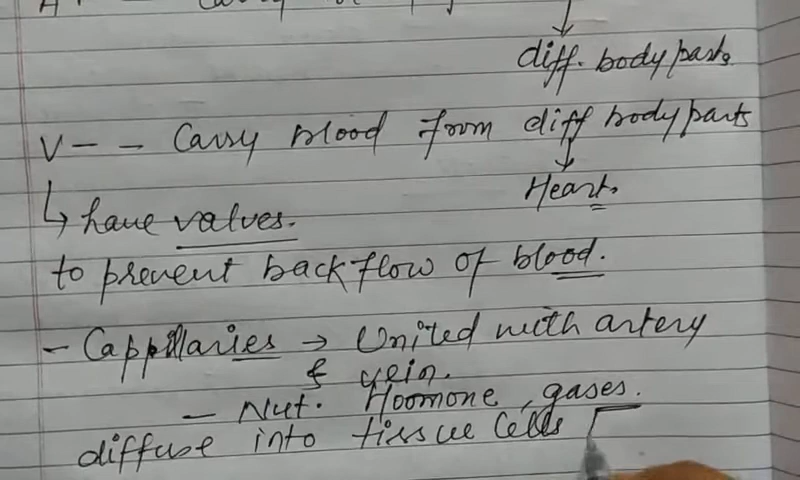 diff. body parts
V - - Carry blood from diff body parts
↓
Heart.
↳ have valves.
to prevent back flow of blood.
- Cappillaries → United with artery
& vein.
- Nut. Hoormone, gases.
diffuse into tissue Cells